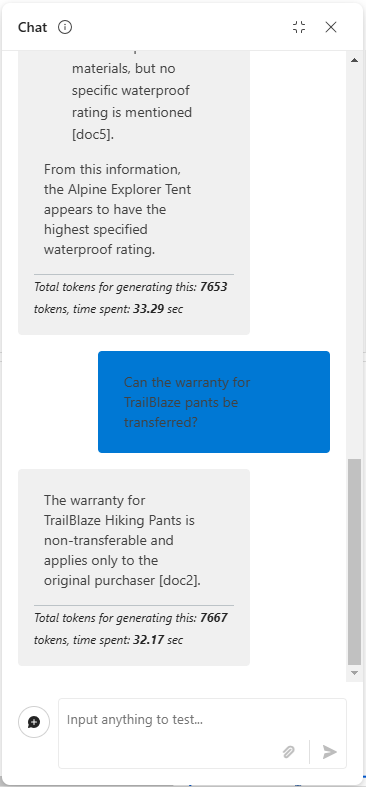 Chat
materials, but no
specific waterproof
rating is mentioned
[doc5].
From this information,
the Alpine Explorer Tent
appears to have the
highest specified
waterproof rating.
Total tokens for generating this: 7653
tokens, time spent: 33.29 sec
Can the warranty for
TrailBlaze pants be
transferred?
The warranty for
TrailBlaze Hiking Pants is
non-transferable and
applies only to the
original purchaser [doc2].
Total tokens for generating this: 7667
tokens, time spent: 32.17 sec
Input anything to test...